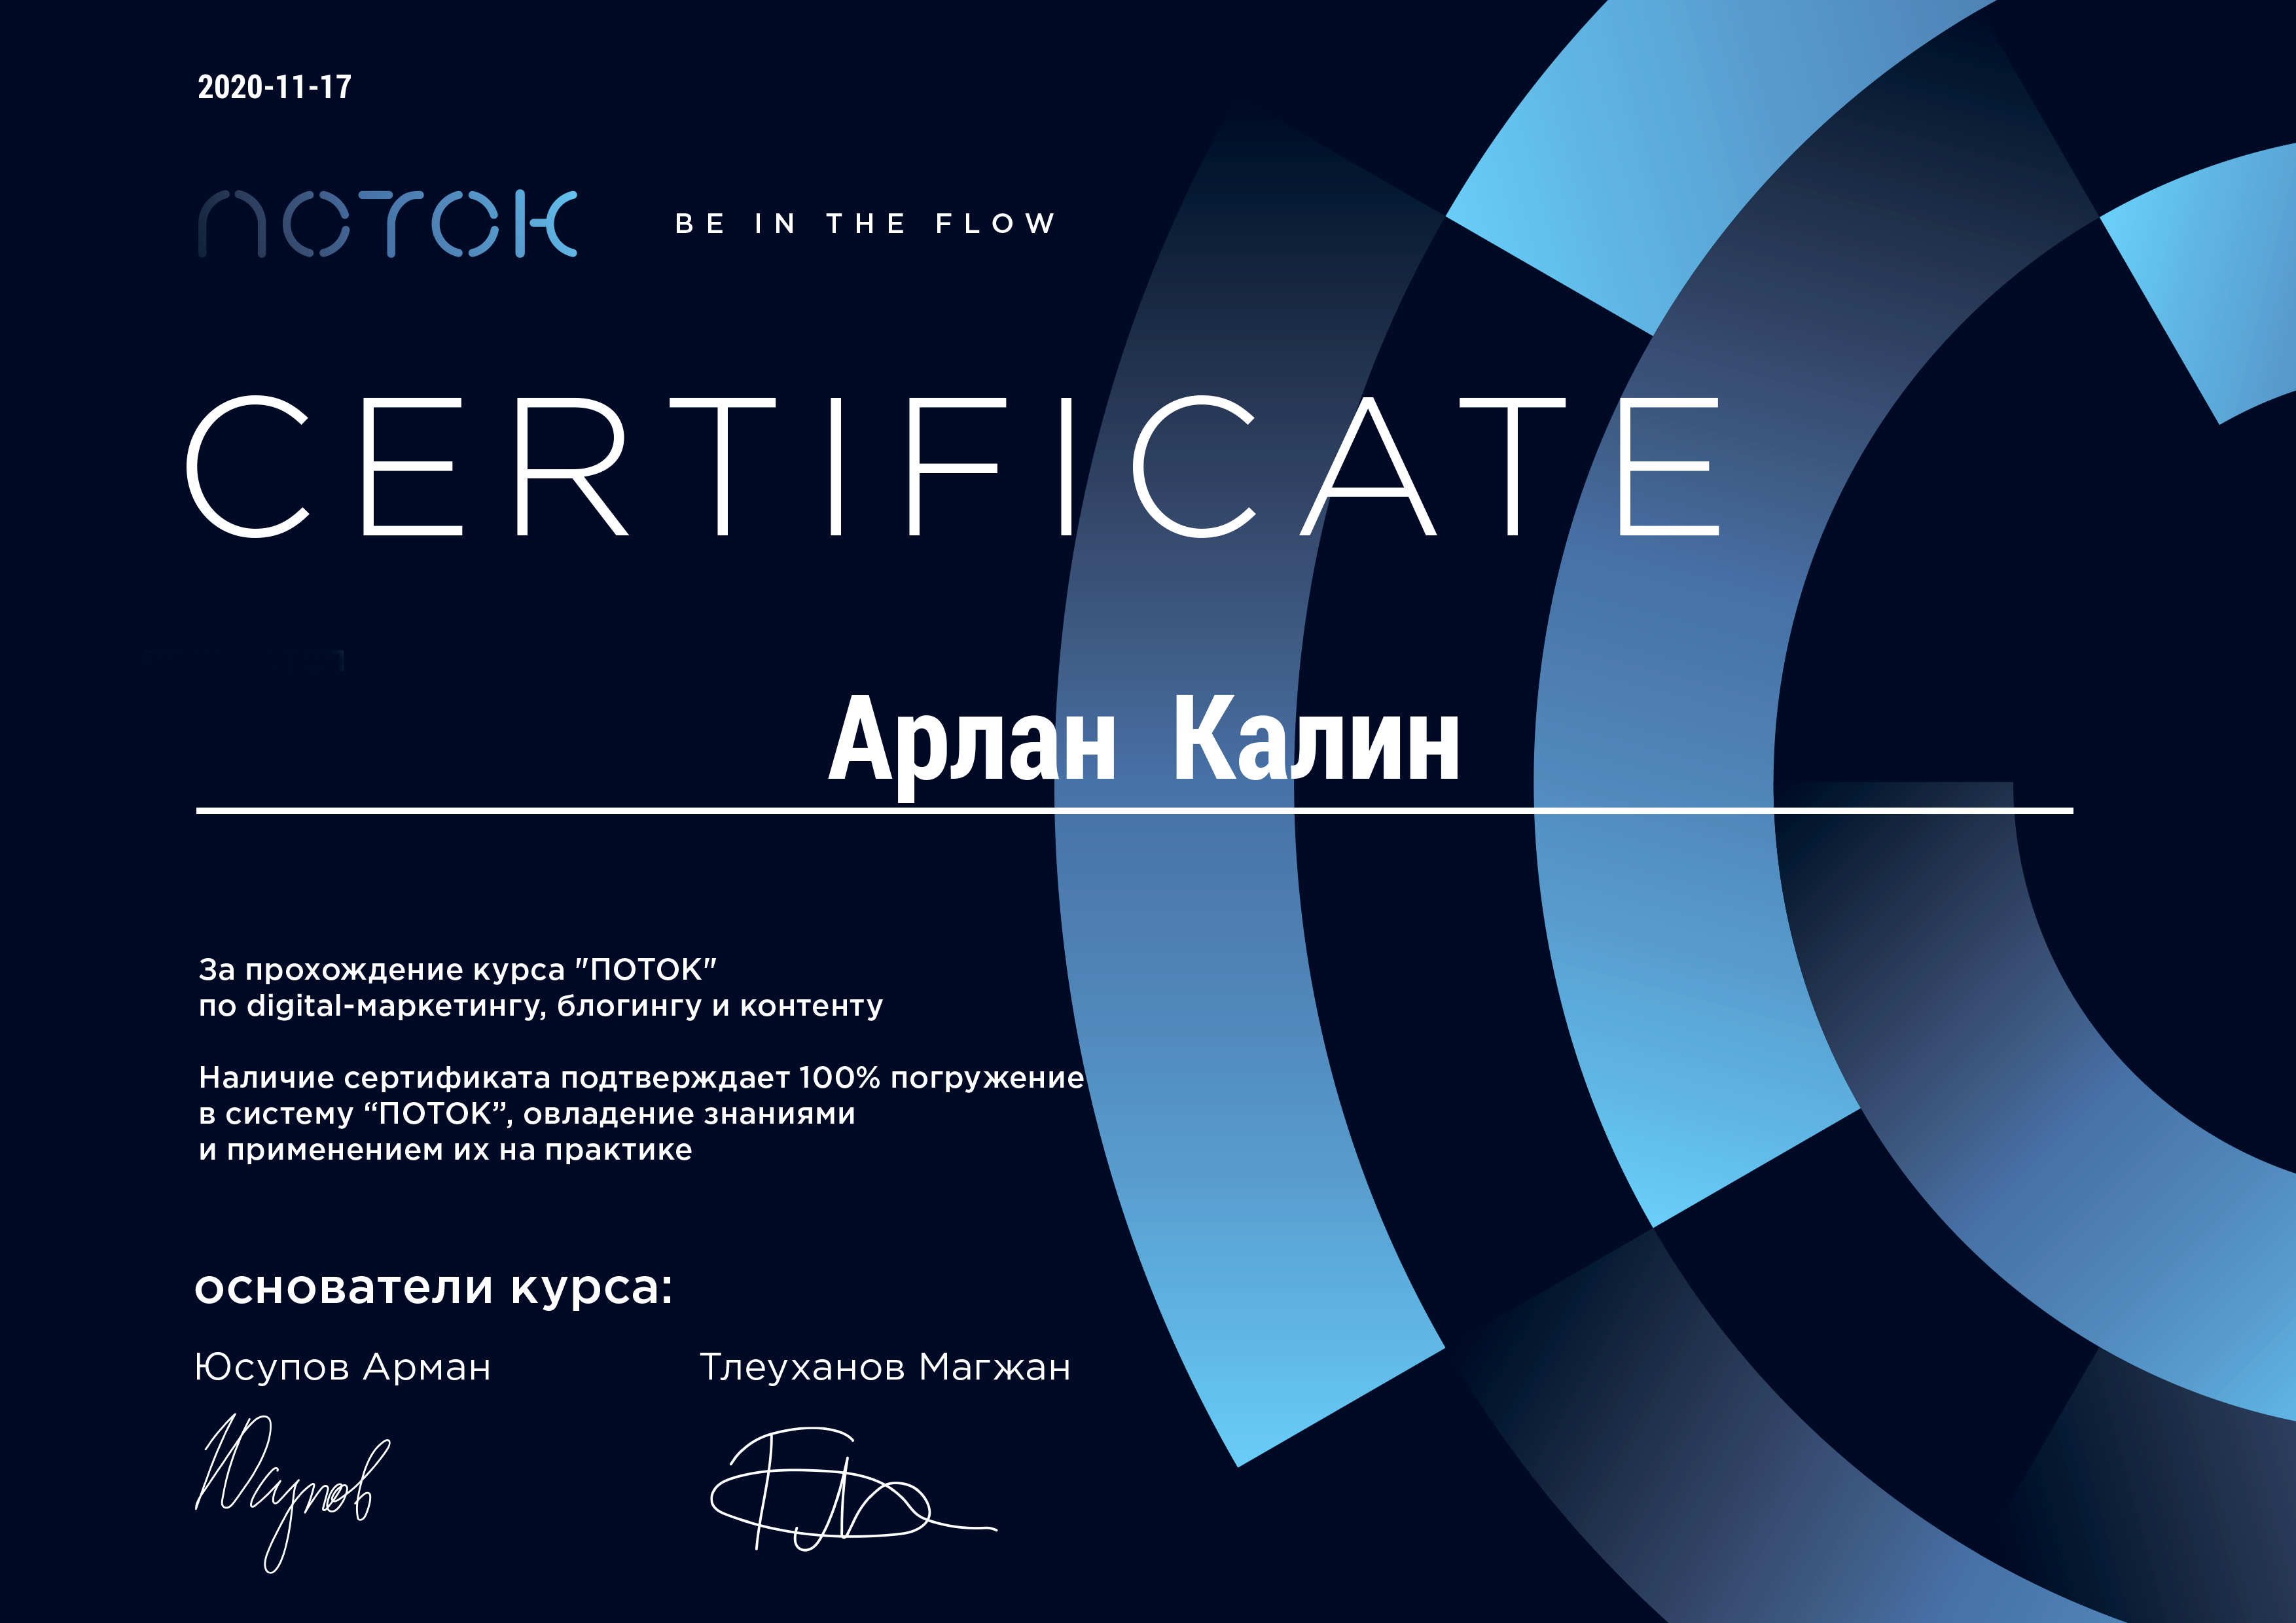 2020-11-17
ПОТОК BE IN THE FLOW
CERTIFICATE
Арлан Калин
За прохождение курса "ПОТОК"
по digital-маркетингу, блогингу и контенту
Наличие сертификата подтверждает 100% погружение
в систему “ПОТОК”, овладение знаниями
и применением их на практике
основатели курса:
Юсупов Арман Тлеуханов Магжан
Юсупов